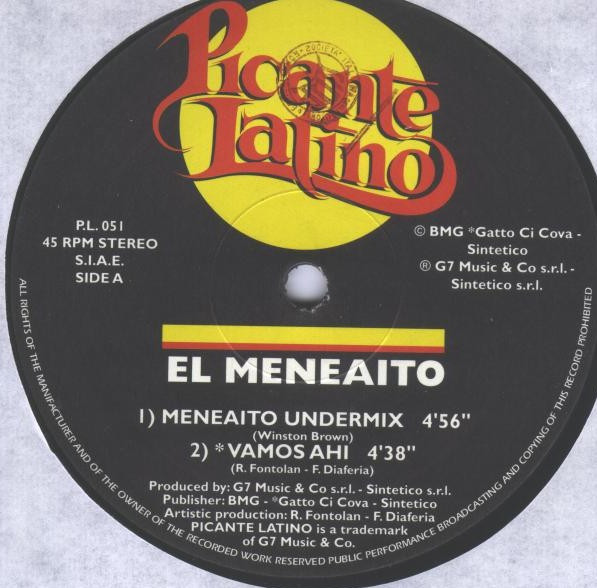 Picante
Latino
P.L. 051
45 RPM STEREO
S.I.A.E.
SIDE A
© BMG *Gatto Ci Cova -
Sintetico
® G7 Music & Co s.r.l. -
Sintetico s.r.l.
EL MENEAITO
1) MENEAITO UNDERMIX 4'56"
(Winston Brown)
2) *VAMOS AHI 4'38"
(R. Fontolan - F. Diaferia)
Produced by: G7 Music & Co s.r.l. - Sintetico s.r.l.
Publisher: BMG - *Gatto Ci Cova - Sintetico
Artistic production: R. Fontolan - F. Diaferia
PICANTE LATINO is a trademark
of G7 Music & Co.
ALL RIGHTS OF THE MANUFACTURER AND OF THE OWNER OF THE RECORDED WORK RESERVED PUBLIC PERFORMANCE BROADCASTING AND COPYING OF THIS RECORD PROHIBITED